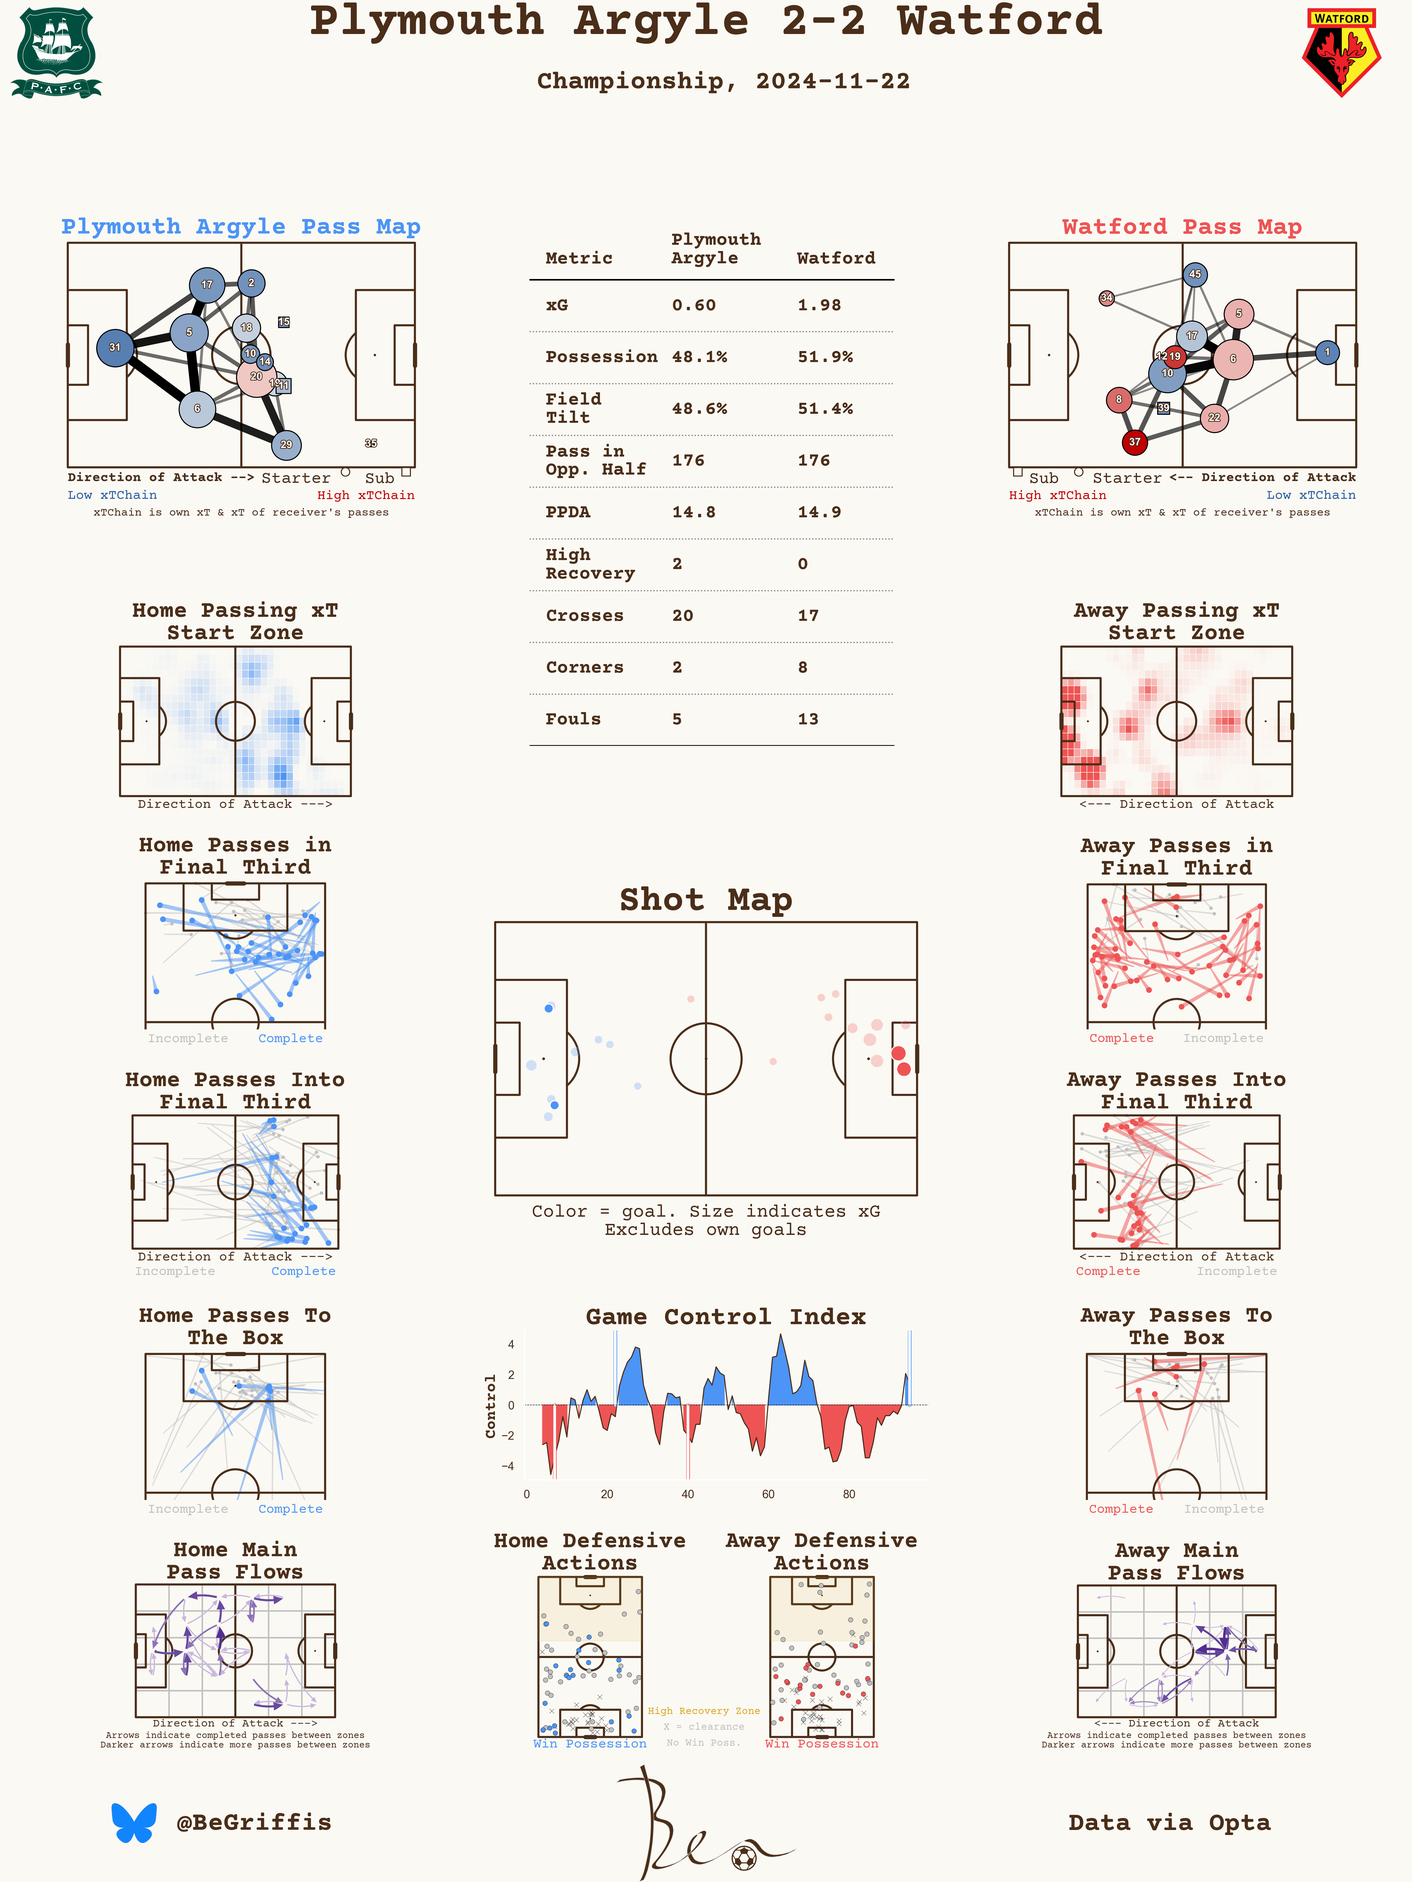 Plymouth Argyle 2-2 Watford
Championship, 2024-11-22
P·A·F·C
WATFORD
Plymouth Argyle Pass Map
17
2
15
5
18
31
10
14
20
11
6
29
35
Direction of Attack --> Starter Sub
Low xTChain High xTChain
xTChain is own xT & xT of receiver's passes
Metric Plymouth Argyle Watford
xG 0.60 1.98
Possession 48.1% 51.9%
Field Tilt 48.6% 51.4%
Pass in Opp. Half 176 176
PPDA 14.8 14.9
High Recovery 2 0
Crosses 20 17
Corners 2 8
Fouls 5 13
Watford Pass Map
45
34
5
17
12
19
6
1
10
8
39
22
37
Sub Starter <-- Direction of Attack
High xTChain Low xTChain
xTChain is own xT & xT of receiver's passes
Home Passing xT
Start Zone
Direction of Attack --->
Away Passing xT
Start Zone
<--- Direction of Attack
Home Passes in
Final Third
Incomplete Complete
Away Passes in
Final Third
Complete Incomplete
Shot Map
Color = goal. Size indicates xG
Excludes own goals
Home Passes Into
Final Third
Direction of Attack --->
Incomplete Complete
Away Passes Into
Final Third
<--- Direction of Attack
Complete Incomplete
Home Passes To
The Box
Incomplete Complete
Game Control Index
Control
4
2
0
−2
−4
0 20 40 60 80
Away Passes To
The Box
Complete Incomplete
Home Main
Pass Flows
Direction of Attack --->
Arrows indicate completed passes between zones
Darker arrows indicate more passes between zones
Home Defensive
Actions
Win Possession
High Recovery Zone
X = clearance
No Win Poss.
Away Defensive
Actions
Win Possession
Away Main
Pass Flows
<--- Direction of Attack
Arrows indicate completed passes between zones
Darker arrows indicate more passes between zones
@BeGriffis
Ben
Data via Opta